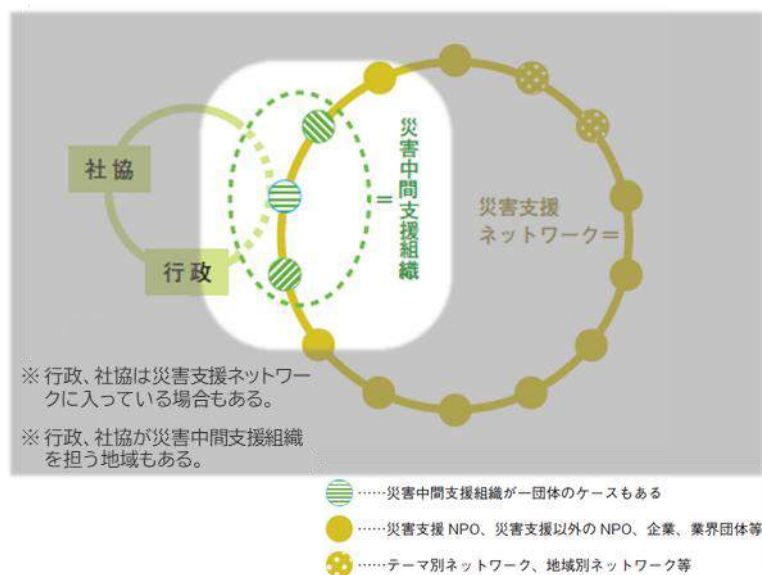 社協
行政
災害中間支援組織
＝
災害支援
ネットワーク＝
※ 行政、社協は災害支援ネットワー
クに入っている場合もある。
※ 行政、社協が災害中間支援組織
を担う地域もある。
……災害中間支援組織が一団体のケースもある
……災害支援 NPO、災害支援以外の NPO、企業、業界団体等
……テーマ別ネットワーク、地域別ネットワーク等